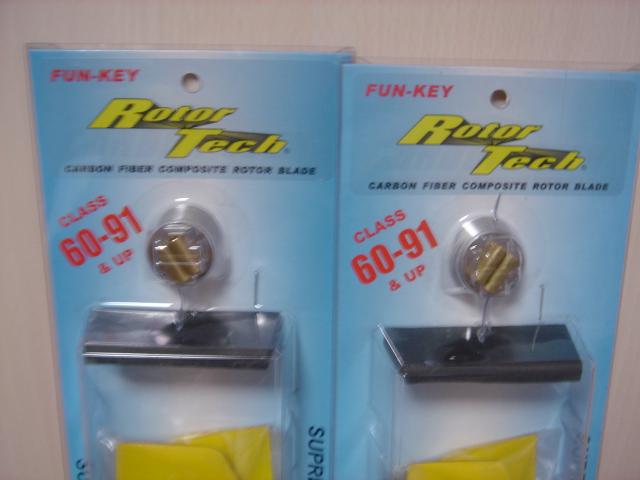 FUN-KEY
Rotor
Tech
CARBON FIBER COMPOSITE ROTOR BLADE
CLASS
60-91
& UP
FUN-KEY
Rotor
Tech
CARBON FIBER COMPOSITE ROTOR BLADE
CLASS
60-91
& UP